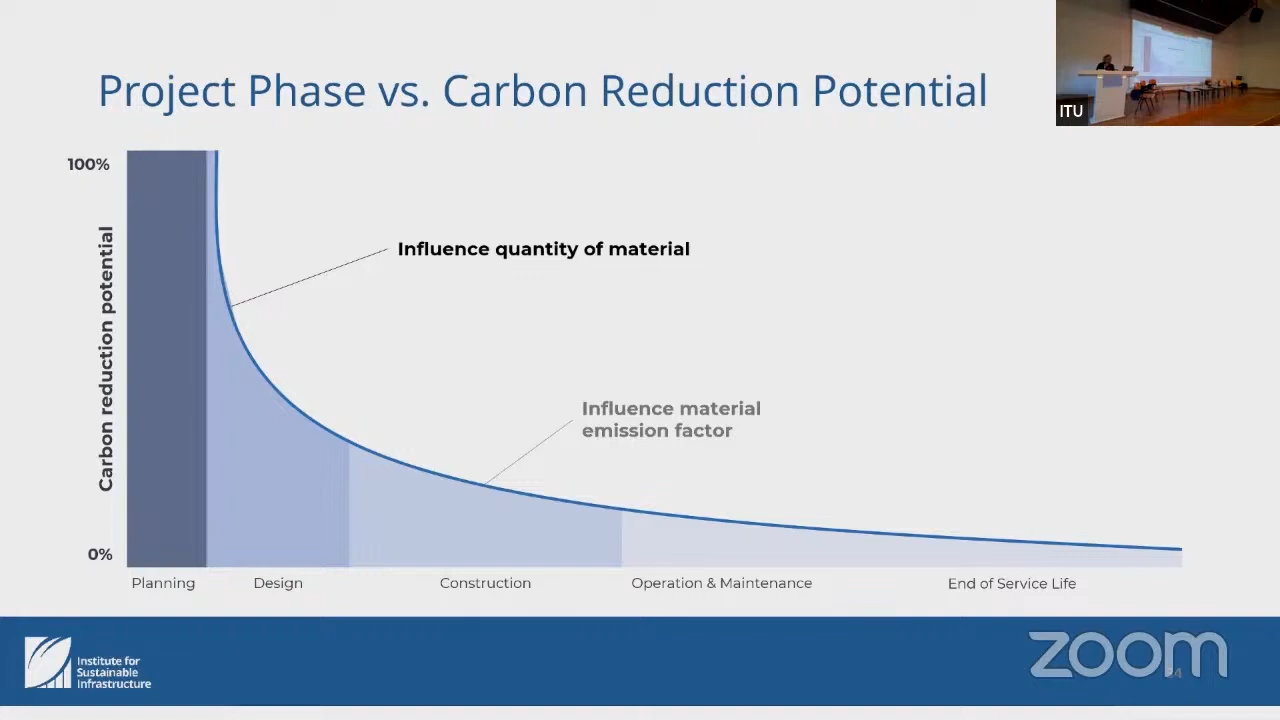 Project Phase vs. Carbon Reduction Potential
ITU
100%
Carbon reduction potential
0%
Influence quantity of material
Influence material
emission factor
Planning
Design
Construction
Operation & Maintenance
End of Service Life
Institute for
Sustainable
Infrastructure
zoom
24